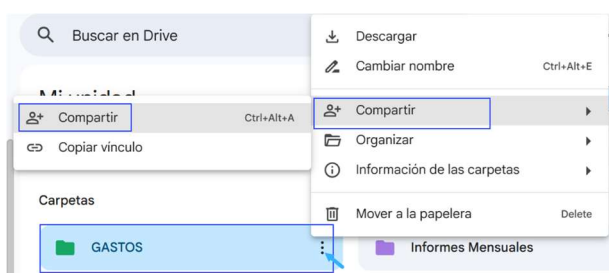 Buscar en Drive
Mi unidad
Compartir Ctrl+Alt+A
Copiar vínculo
Carpetas
GASTOS
Descargar
Cambiar nombre Ctrl+Alt+E
Compartir
Organizar
Información de las carpetas
Mover a la papelera Delete
Informes Mensuales